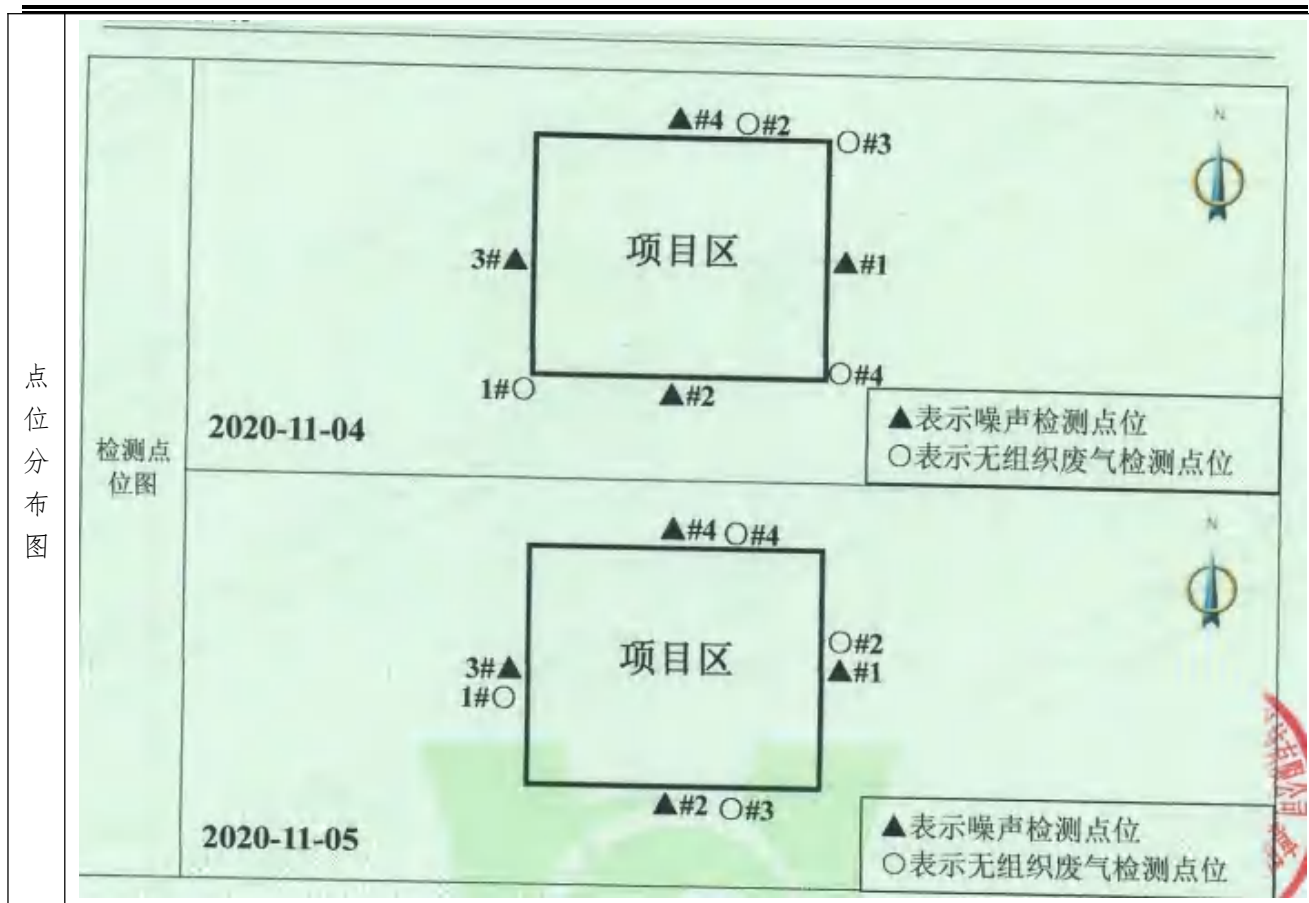 点
位
分
布
图
检测点
位图
N
▲#4 ○#2
○#3
3#▲
项目区
▲#1
1#○
▲#2
○#4
2020-11-04
▲表示噪声检测点位
○表示无组织废气检测点位
N
▲#4 ○#4
3#▲
项目区
○#2
▲#1
1#○
▲#2 ○#3
2020-11-05
▲表示噪声检测点位
○表示无组织废气检测点位